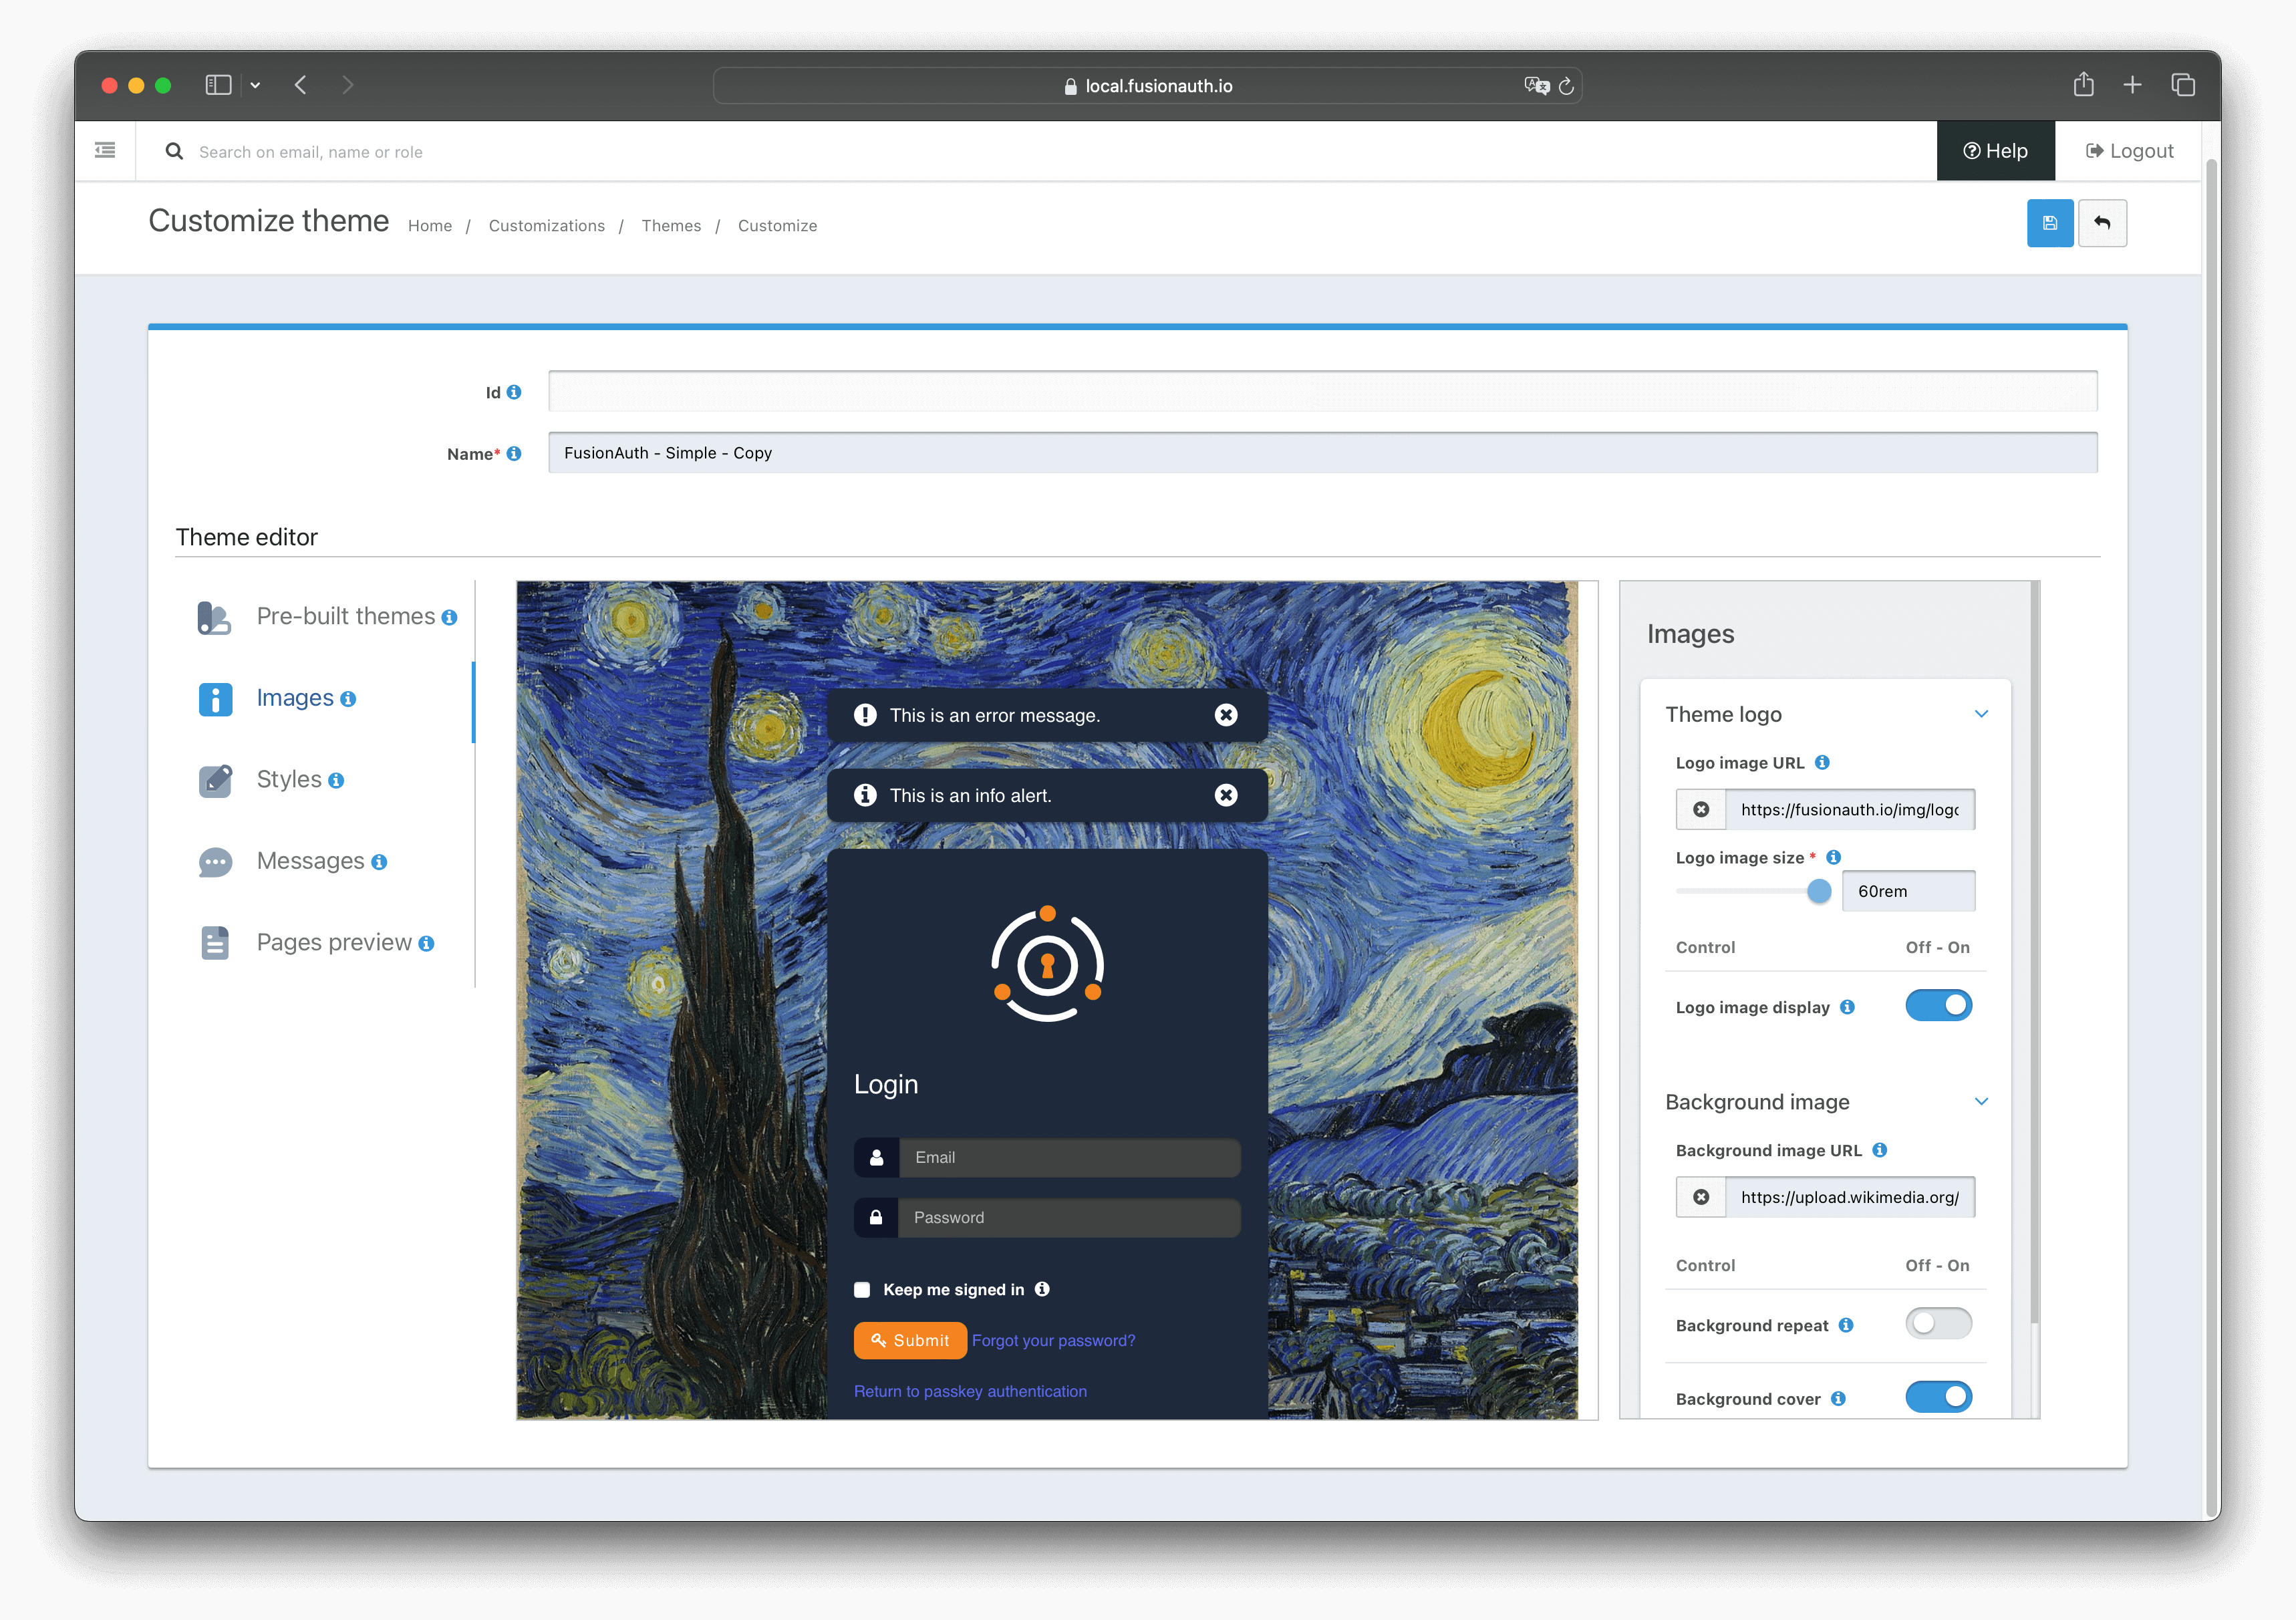 local.fusionauth.io
Search on email, name or role
Help
Logout
Customize theme
Home / Customizations / Themes / Customize
Id
Name*
FusionAuth - Simple - Copy
Theme editor
Pre-built themes
Images
Styles
Messages
Pages preview
This is an error message.
This is an info alert.
Login
Email
Password
Keep me signed in
Submit
Forgot your password?
Return to passkey authentication
Images
Theme logo
Logo image URL
https://fusionauth.io/img/logo
Logo image size *
60rem
Control Off - On
Logo image display
Background image
Background image URL
https://upload.wikimedia.org/
Control Off - On
Background repeat
Background cover